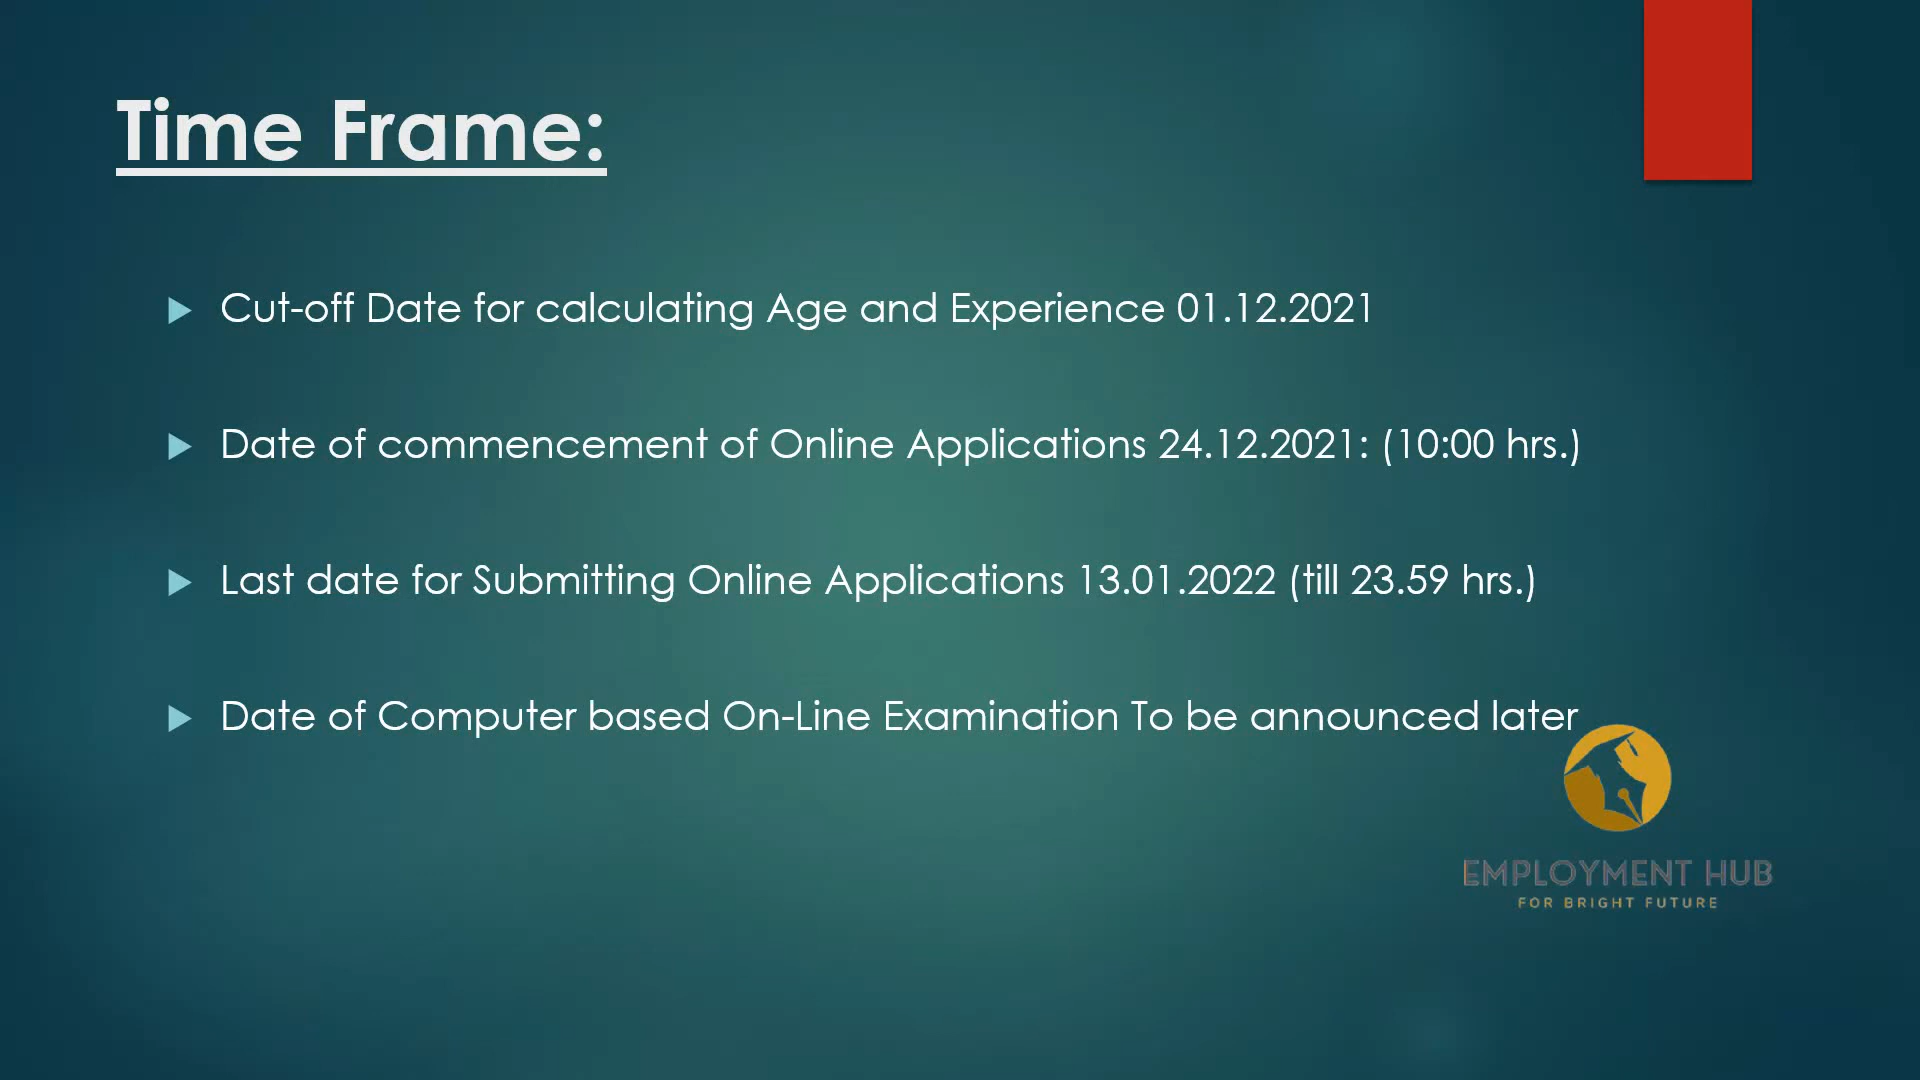 Time Frame:
Cut-off Date for calculating Age and Experience 01.12.2021
Date of commencement of Online Applications 24.12.2021: (10:00 hrs.)
Last date for Submitting Online Applications 13.01.2022 (till 23.59 hrs.)
Date of Computer based On-Line Examination To be announced later
EMPLOYMENT HUB
FOR BRIGHT FUTURE